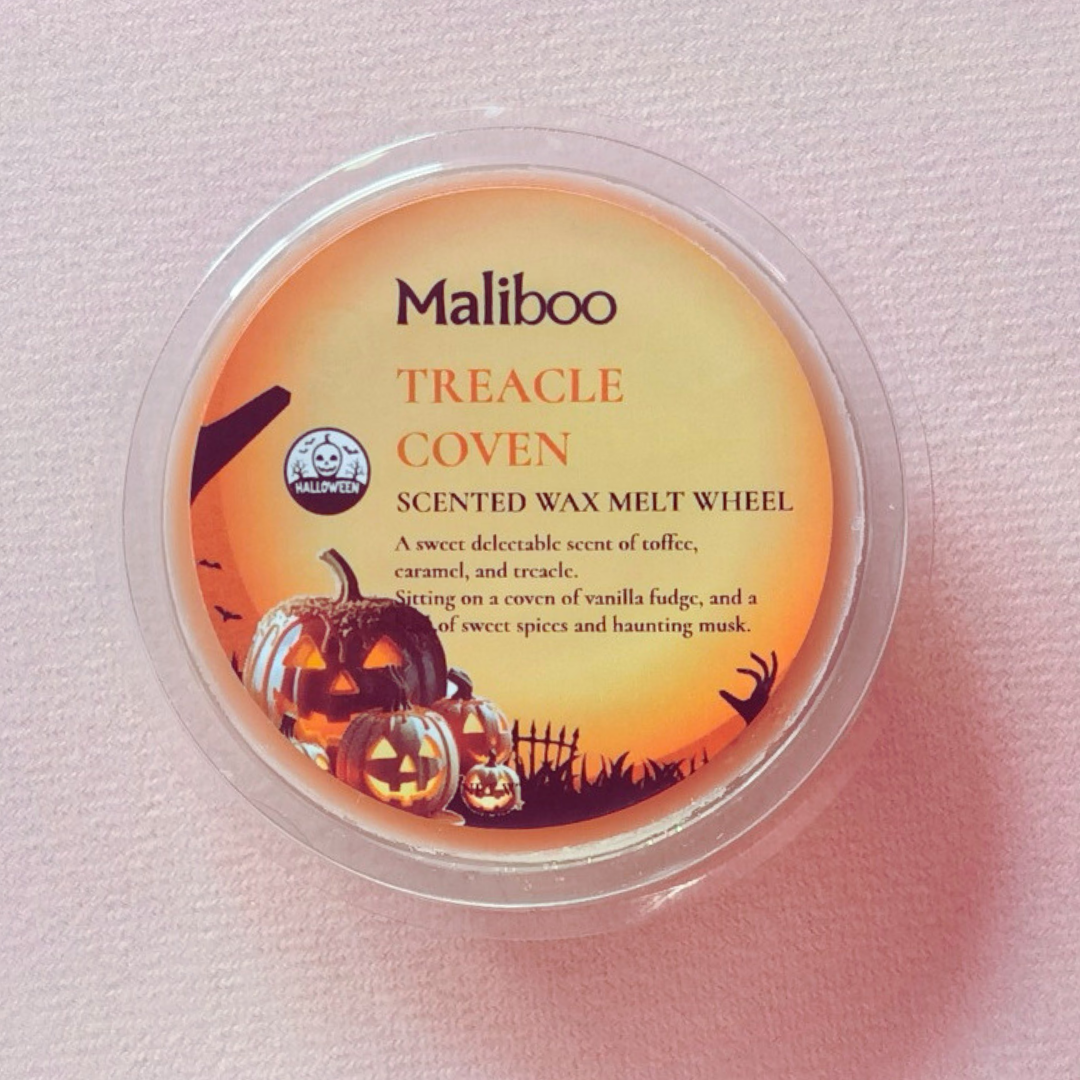 Maliboo
TREACLE
COVEN
HALLOWEEN
SCENTED WAX MELT WHEEL
A sweet delectable scent of toffee,
caramel, and treacle.
Sitting on a coven of vanilla fudge, and a
of sweet spices and haunting musk.